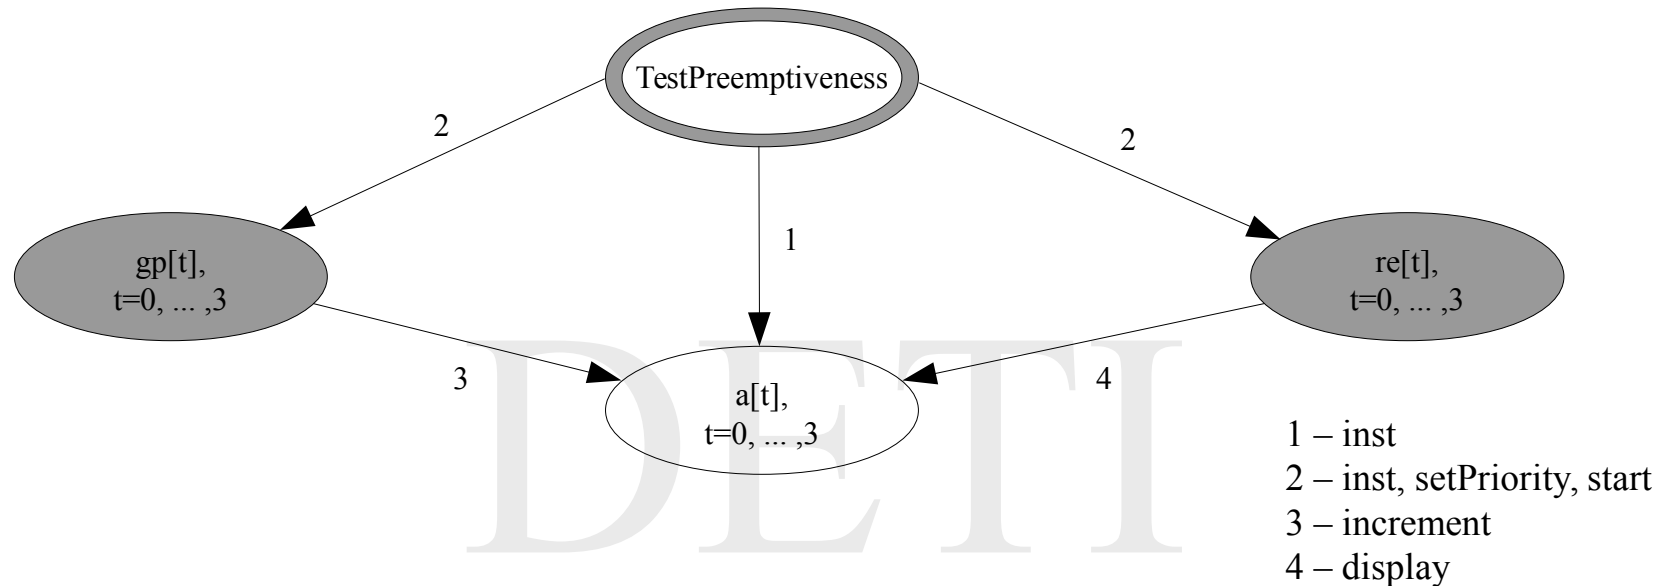 TestPreemptiveness
2
2
gp[t],
t=0, ... ,3
1
re[t],
t=0, ... ,3
3
a[t],
t=0, ... ,3
4
DETI
1 – inst
2 – inst, setPriority, start
3 – increment
4 – display